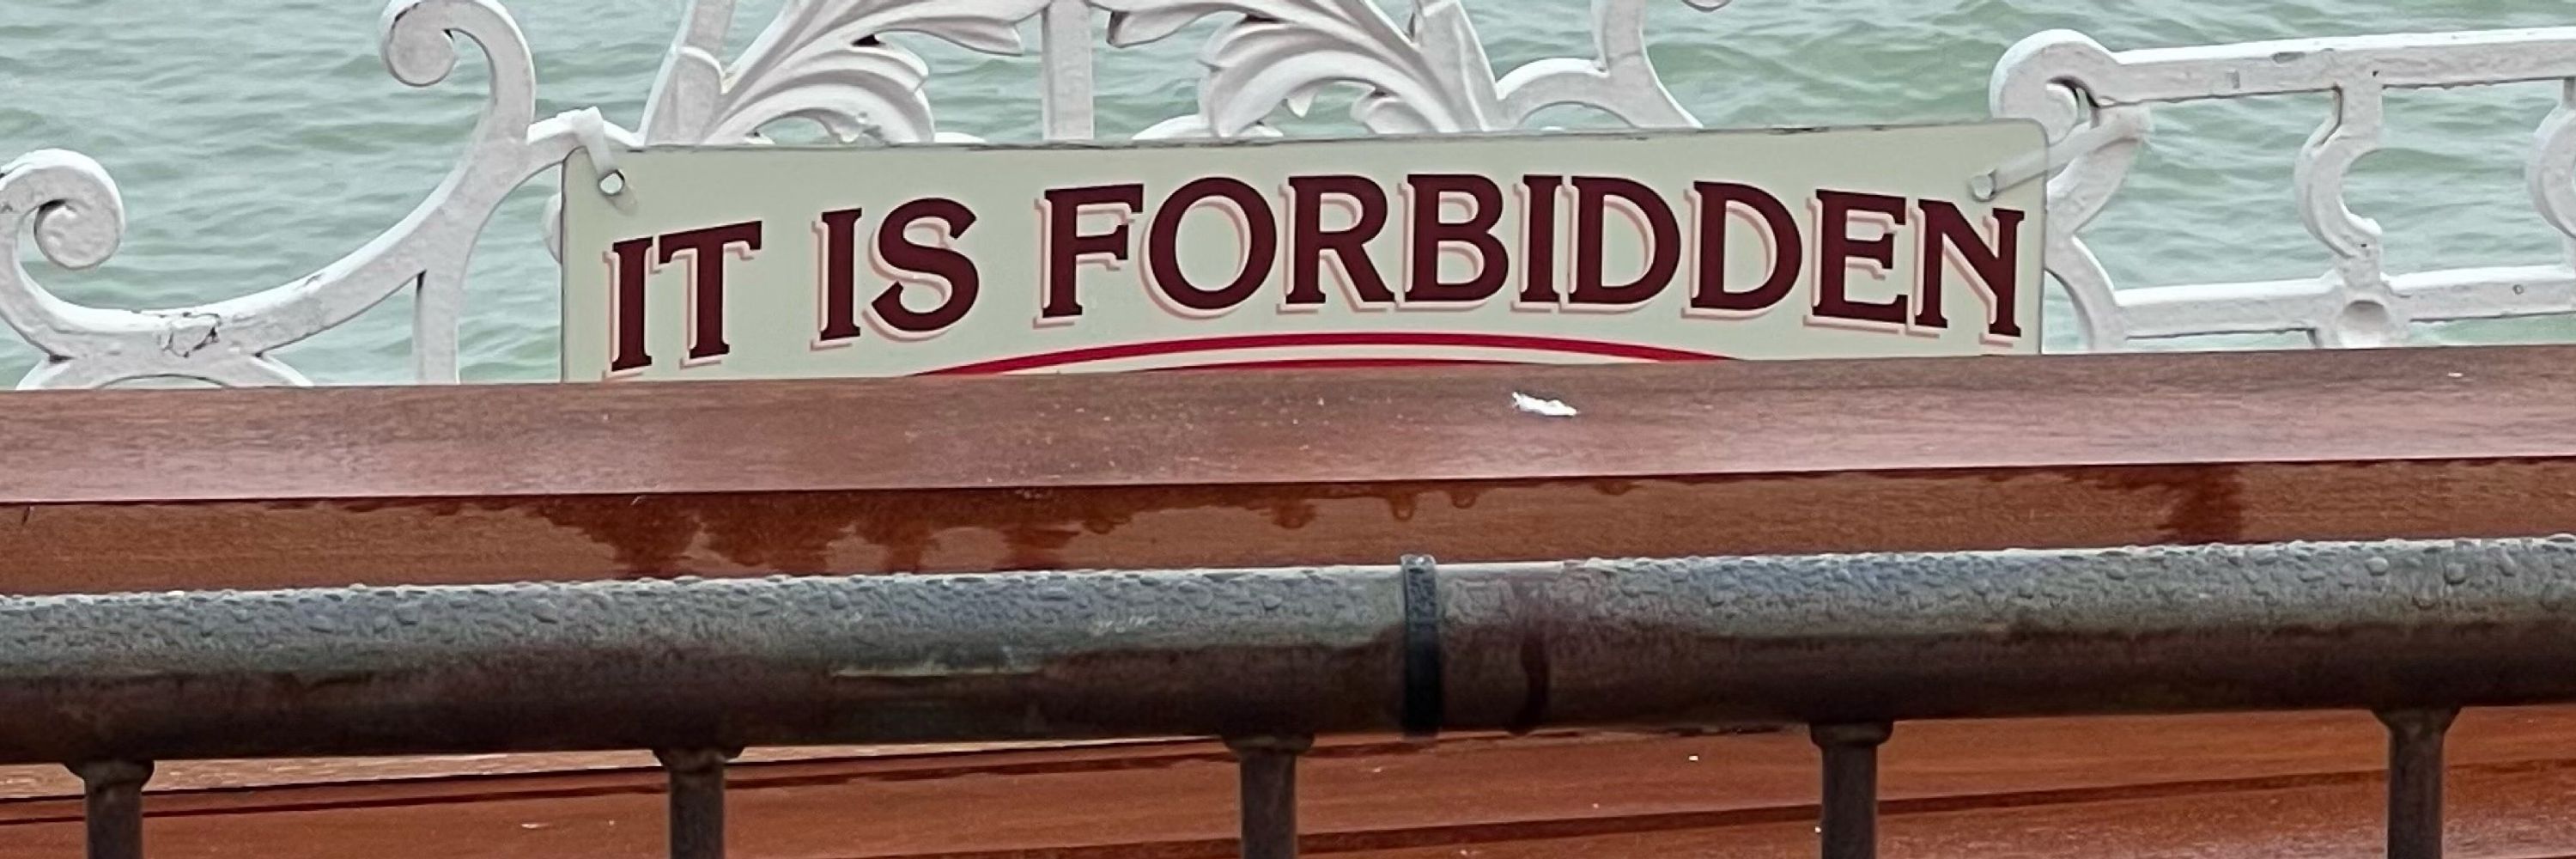 IT IS FORBIDDEN